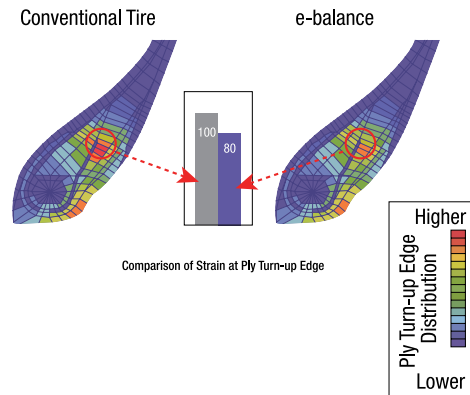 Conventional Tire
e-balance
100
80
Comparison of Strain at Ply Turn-up Edge
Higher
Ply Turn-up Edge
Distribution
Lower